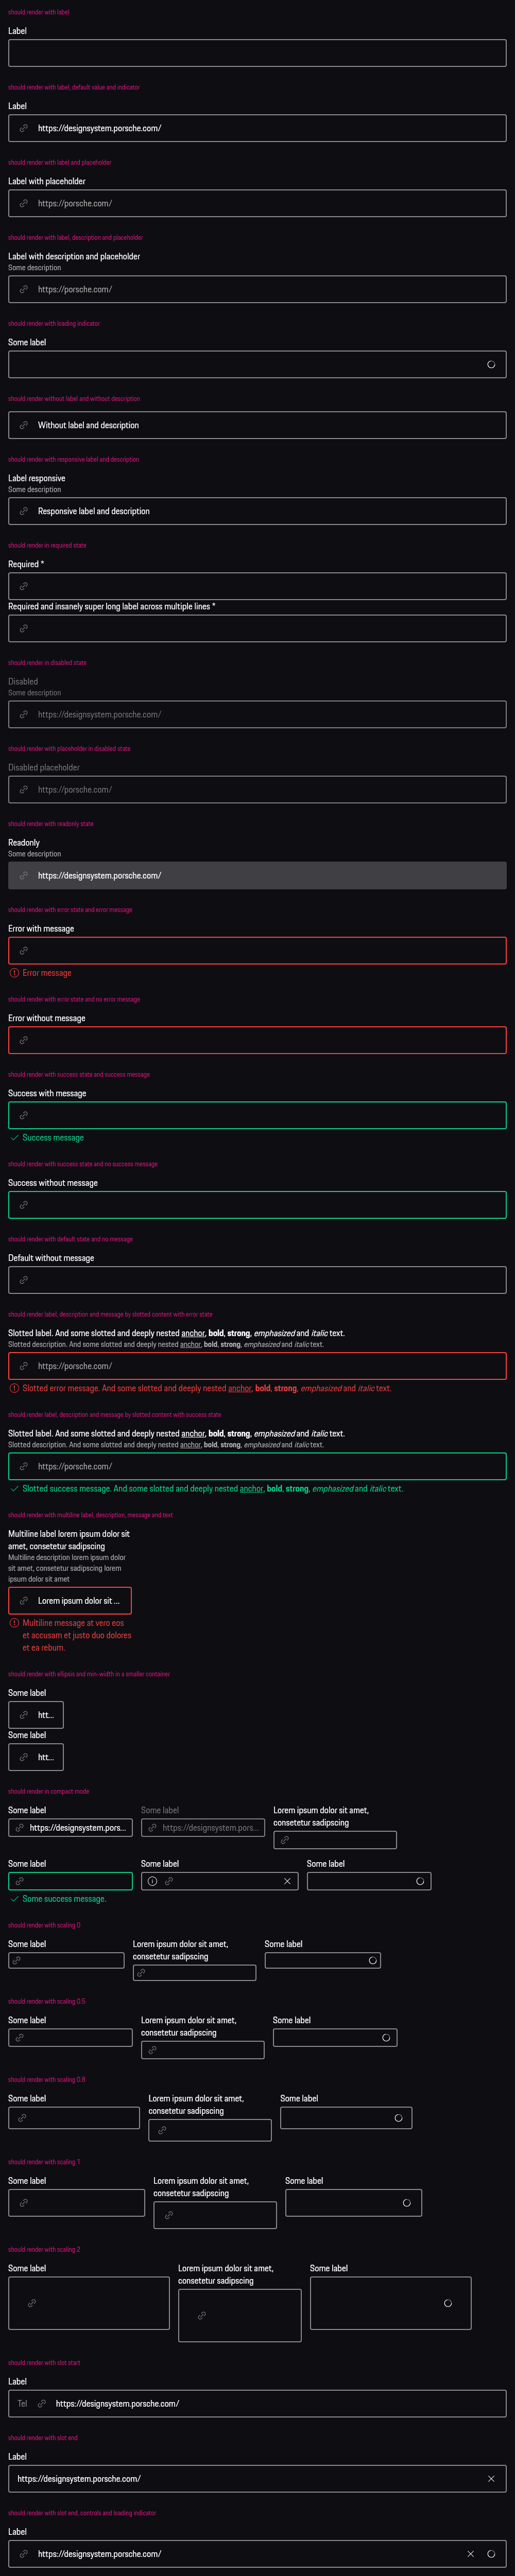 should render with label
Label
should render with label, default value and indicator
Label
https://designsystem.porsche.com/
should render with label and placeholder
Label with placeholder
https://porsche.com/
should render with label, description and placeholder
Label with description and placeholder
Some description
https://porsche.com/
should render with loading indicator
Some label
should render without label and without description
Without label and description
should render with responsive label and description
Label responsive
Some description
Responsive label and description
should render in required state
Required *
Required and insanely super long label across multiple lines *
should render in disabled state
Disabled
Some description
https://designsystem.porsche.com/
should render with placeholder in disabled state
Disabled placeholder
https://porsche.com/
should render with readonly state
Readonly
Some description
https://designsystem.porsche.com/
should render with error state and error message
Error with message
Error message
should render with error state and no error message
Error without message
should render with success state and success message
Success with message
Success message
should render with success state and no success message
Success without message
should render with default state and no message
Default without message
should render label, description and message by slotted content with error state
Slotted label. And some slotted and deeply nested anchor, bold, strong, emphasized and italic text.
Slotted description. And some slotted and deeply nested anchor, bold, strong, emphasized and italic text.
https://porsche.com/
Slotted error message. And some slotted and deeply nested anchor, bold, strong, emphasized and italic text.
should render label, description and message by slotted content with success state
Slotted label. And some slotted and deeply nested anchor, bold, strong, emphasized and italic text.
Slotted description. And some slotted and deeply nested anchor, bold, strong, emphasized and italic text.
https://porsche.com/
Slotted success message. And some slotted and deeply nested anchor, bold, strong, emphasized and italic text.
should render with multiline label, description, message and text
Multiline label lorem ipsum dolor sit
amet, consetetur sadipscing
Multiline description lorem ipsum dolor
sit amet, consetetur sadipscing lorem
ipsum dolor sit amet
Lorem ipsum dolor sit ...
Multiline message at vero eos
et accusam et justo duo dolores
et ea rebum.
should render with ellipsis and min-width in a smaller container
Some label
htt...
Some label
htt...
should render in compact mode
Some label
https://designsystem.pors...
Some label
https://designsystem.pors...
Lorem ipsum dolor sit amet,
consetetur sadipscing
Some label
Some success message.
Some label
Some label
should render with scaling 0
Some label
Lorem ipsum dolor sit amet,
consetetur sadipscing
Some label
should render with scaling 0.5
Some label
Lorem ipsum dolor sit amet,
consetetur sadipscing
Some label
should render with scaling 0.8
Some label
Lorem ipsum dolor sit amet,
consetetur sadipscing
Some label
should render with scaling 1
Some label
Lorem ipsum dolor sit amet,
consetetur sadipscing
Some label
should render with scaling 2
Some label
Lorem ipsum dolor sit amet,
consetetur sadipscing
Some label
should render with slot start
Label
Tel https://designsystem.porsche.com/
should render with slot end
Label
https://designsystem.porsche.com/
should render with slot end, controls and loading indicator
Label
https://designsystem.porsche.com/